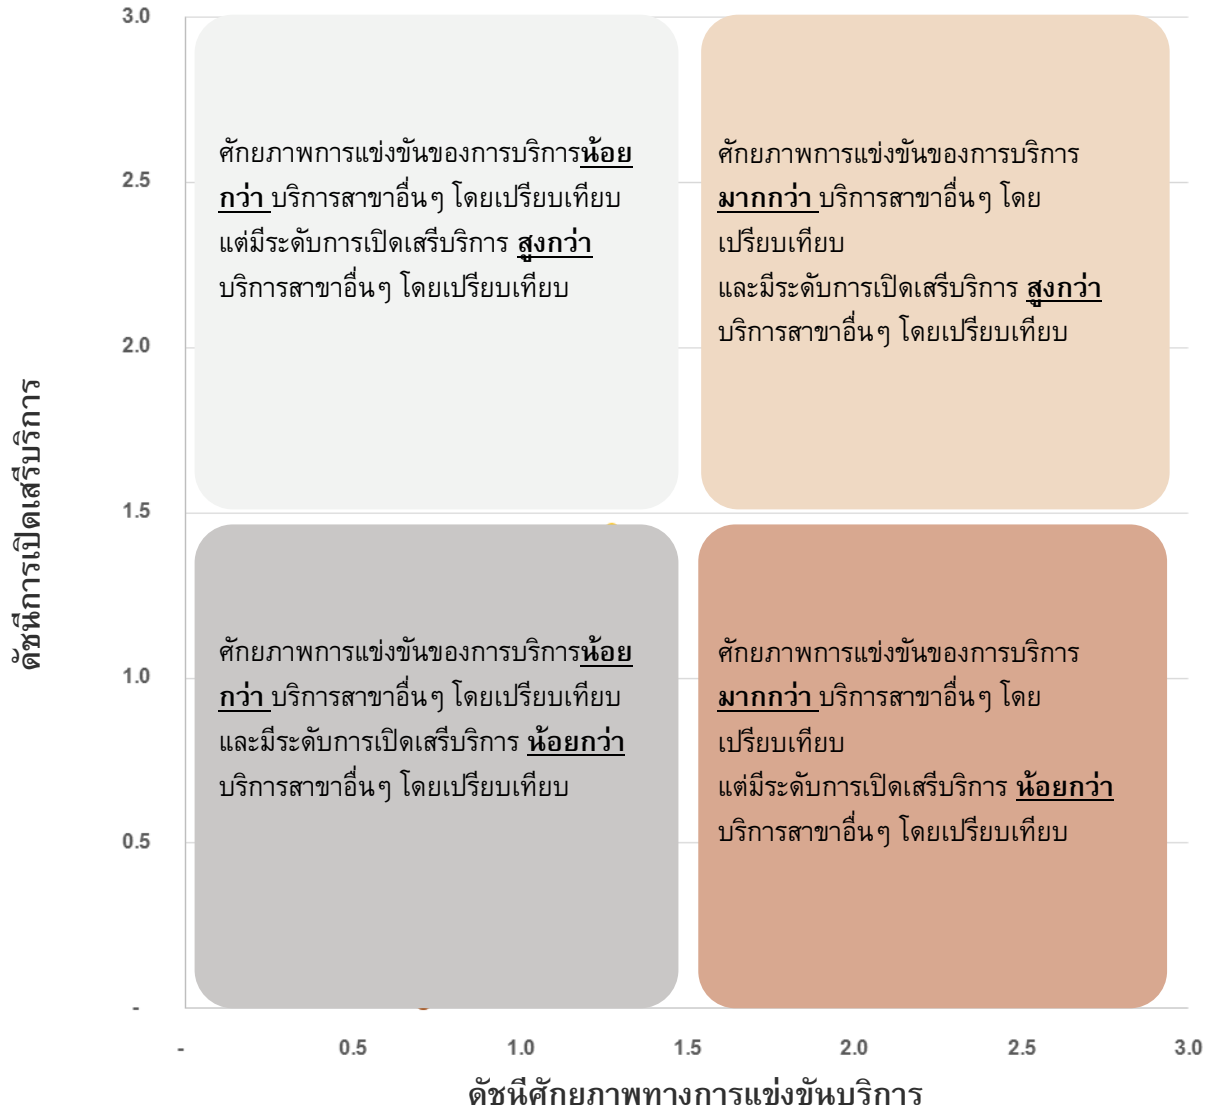 3.0
2.5
2.0
1.5
1.0
0.5
-
ดัชนีการเปิดเสรีบริการ
ศักยภาพการแข่งขันของการบริการน้อย
กว่า บริการสาขาอื่นๆ โดยเปรียบเทียบ
แต่มีระดับการเปิดเสรีบริการ สูงกว่า
บริการสาขาอื่นๆ โดยเปรียบเทียบ
ศักยภาพการแข่งขันของการบริการ
มากกว่า บริการสาขาอื่นๆ โดย
เปรียบเทียบ
และมีระดับการเปิดเสรีบริการ สูงกว่า
บริการสาขาอื่นๆ โดยเปรียบเทียบ
ศักยภาพการแข่งขันของการบริการน้อย
กว่า บริการสาขาอื่นๆ โดยเปรียบเทียบ
และมีระดับการเปิดเสรีบริการ น้อยกว่า
บริการสาขาอื่นๆ โดยเปรียบเทียบ
ศักยภาพการแข่งขันของการบริการ
มากกว่า บริการสาขาอื่นๆ โดย
เปรียบเทียบ
แต่มีระดับการเปิดเสรีบริการ น้อยกว่า
บริการสาขาอื่นๆ โดยเปรียบเทียบ
- 0.5 1.0 1.5 2.0 2.5 3.0
ดัชนีศักยภาพทางการแข่งขันบริการ